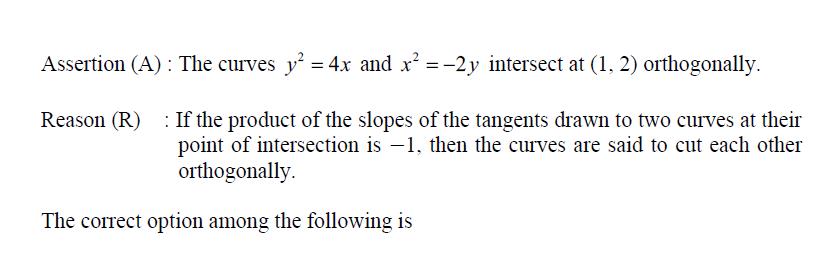 Assertion (A) : The curves y² = 4x and x² = −2y intersect at (1, 2) orthogonally.
Reason (R) : If the product of the slopes of the tangents drawn to two curves at their
point of intersection is −1, then the curves are said to cut each other
orthogonally.
The correct option among the following is